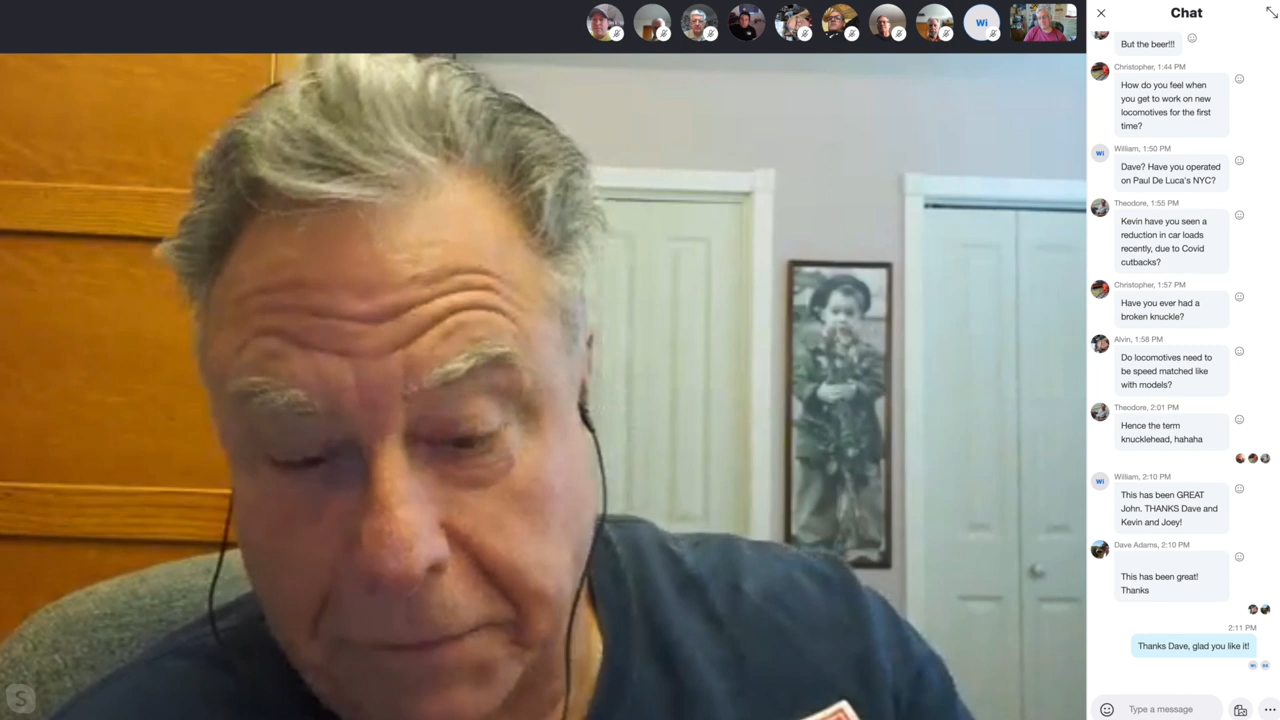 Wi
Chat
But the beer!!!
Christopher, 1:44 PM
How do you feel when
you get to work on new
locomotives for the first
time?
Wi
William, 1:50 PM
Dave? Have you operated
on Paul De Luca's NYC?
Theodore, 1:55 PM
Kevin have you seen a
reduction in car loads
recently, due to Covid
cutbacks?
Christopher, 1:57 PM
Have you ever had a
broken knuckle?
Alvin, 1:58 PM
Do locomotives need to
be speed matched like
with models?
Theodore, 2:01 PM
Hence the term
knucklehead, hahaha
Wi
William, 2:10 PM
This has been GREAT
John. THANKS Dave and
Kevin and Joey!
Dave Adams, 2:10 PM
This has been great!
Thanks
2:11 PM
Thanks Dave, glad you like it!
S
Type a message